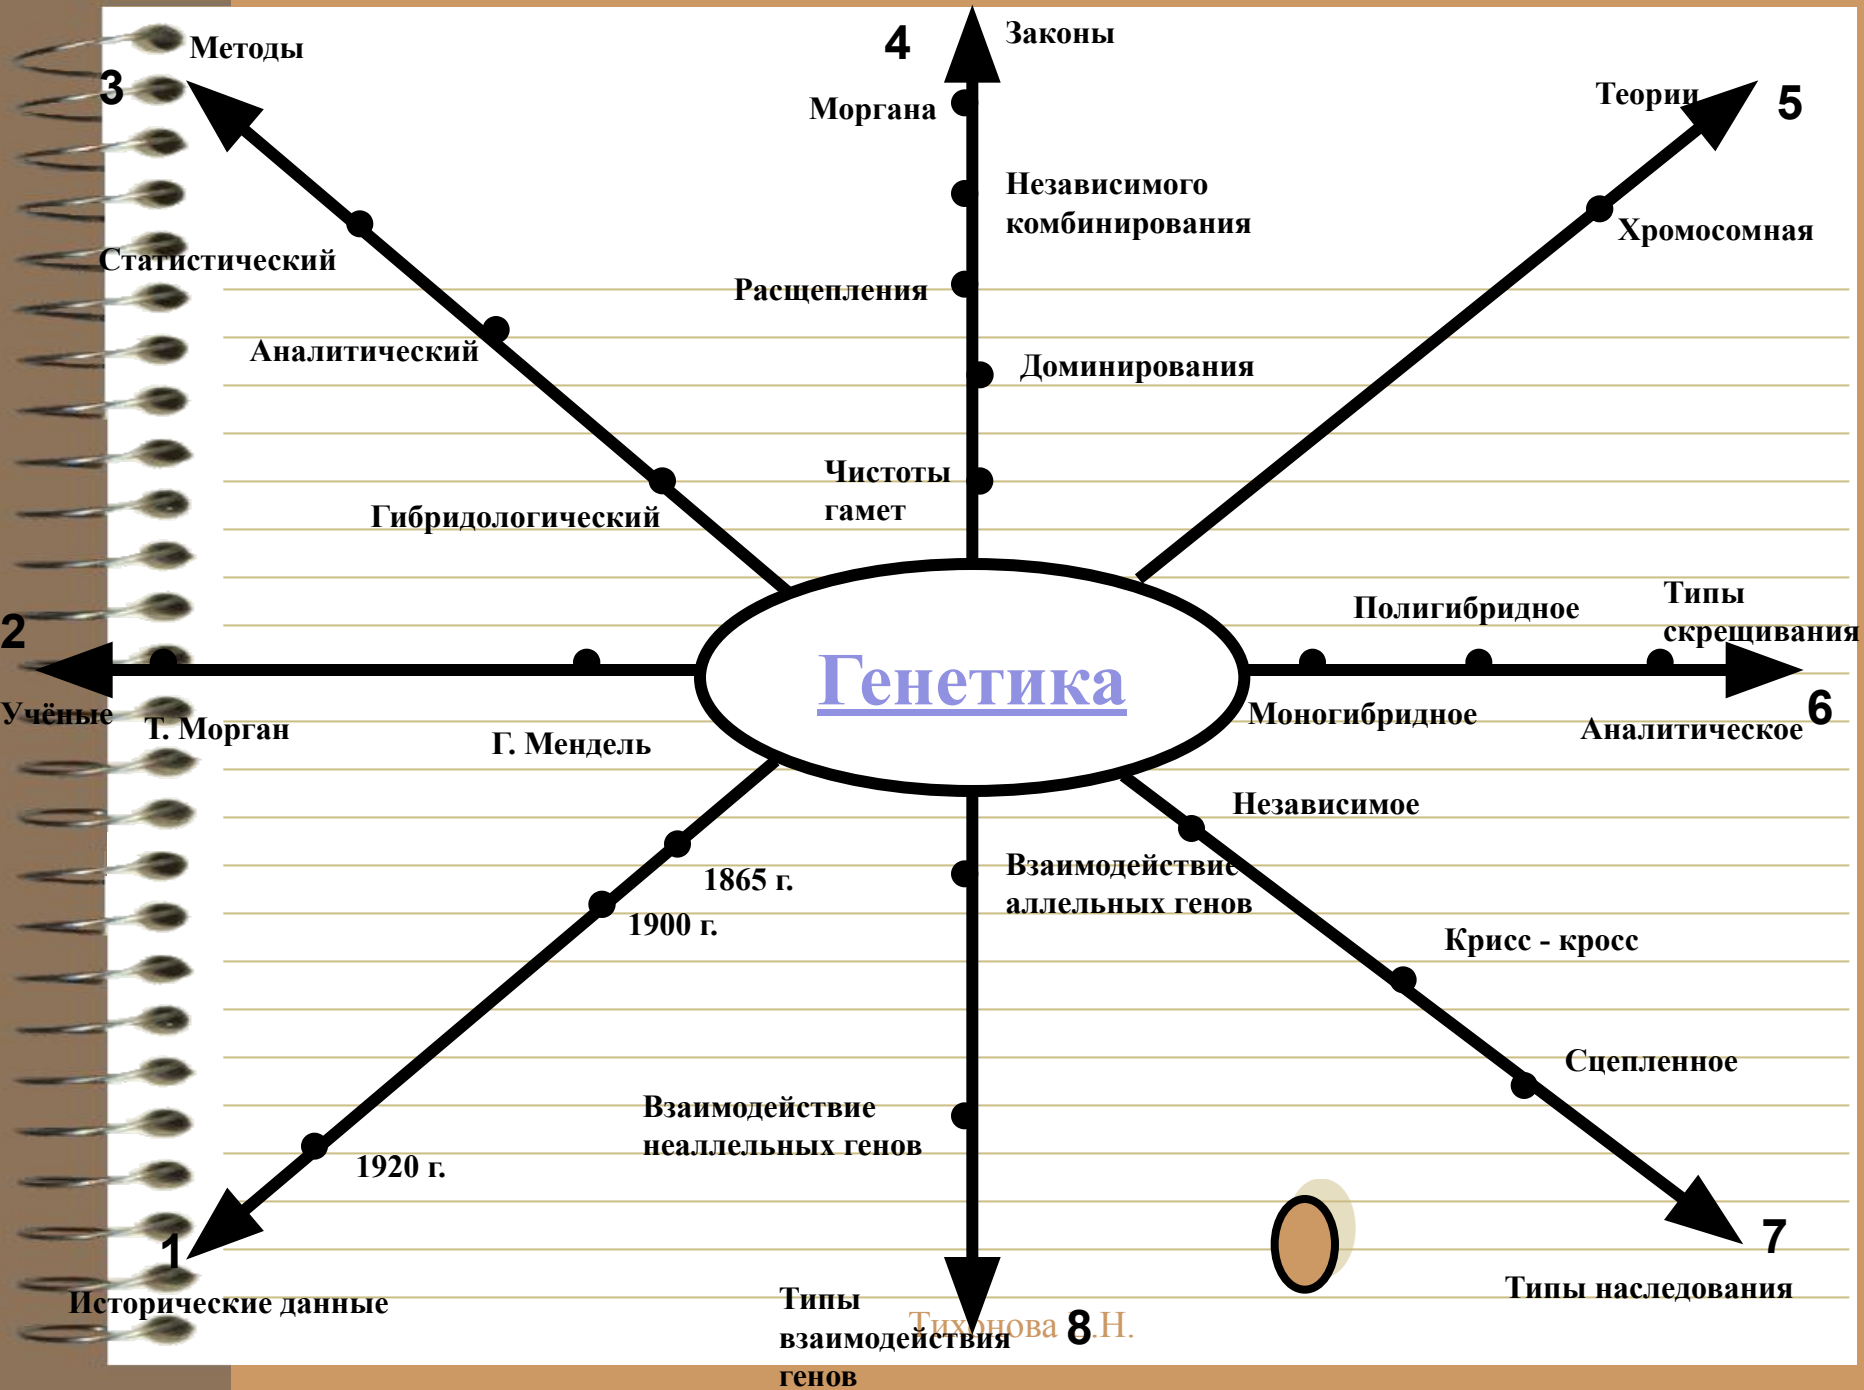 4
Законы
Методы
3
Моргана
Теории
5
Независимого
комбинирования
Хромосомная
Статистический
Расщепления
Аналитический
Доминирования
Чистоты
гамет
Гибридологический
2
Полигибридное
Типы
скрещивания
Генетика
Учёные
Т. Морган
Г. Мендель
Моногибридное
Аналитическое
6
Независимое
1865 г.
Взаимодействие
аллельных генов
1900 г.
Крисс - кросс
Сцепленное
Взаимодействие
неаллельных генов
1920 г.
1
7
Исторические данные
Типы наследования
Типы
взаимодействия
генов
Тихонова
.Н.
8